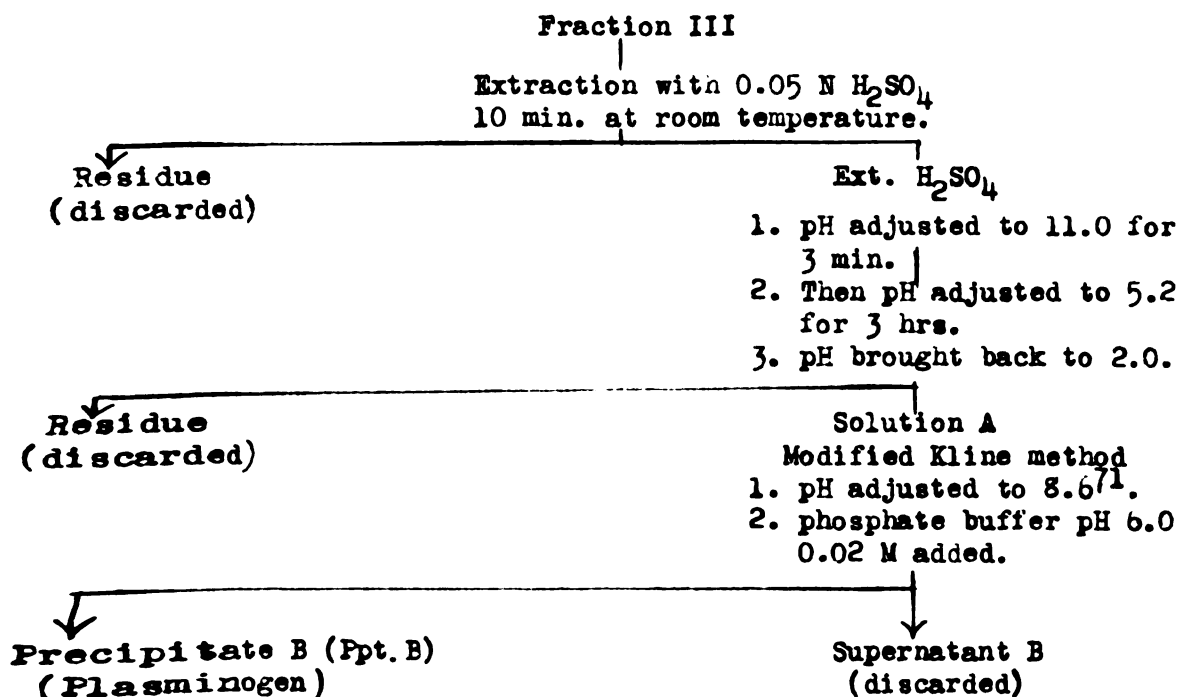 Fraction III
Extraction with 0.05 N H₂SO₄
10 min. at room temperature.
Residue
(discarded)
Ext. H₂SO₄
1. pH adjusted to 11.0 for
3 min.
2. Then pH adjusted to 5.2
for 3 hrs.
3. pH brought back to 2.0.
Residue
(discarded)
Solution A
Modified Kline method
1. pH adjusted to 8.6⁷¹.
2. phosphate buffer pH 6.0
0.02 M added.
Precipitate B (Ppt. B)
(Plasminogen)
Supernatant B
(discarded)